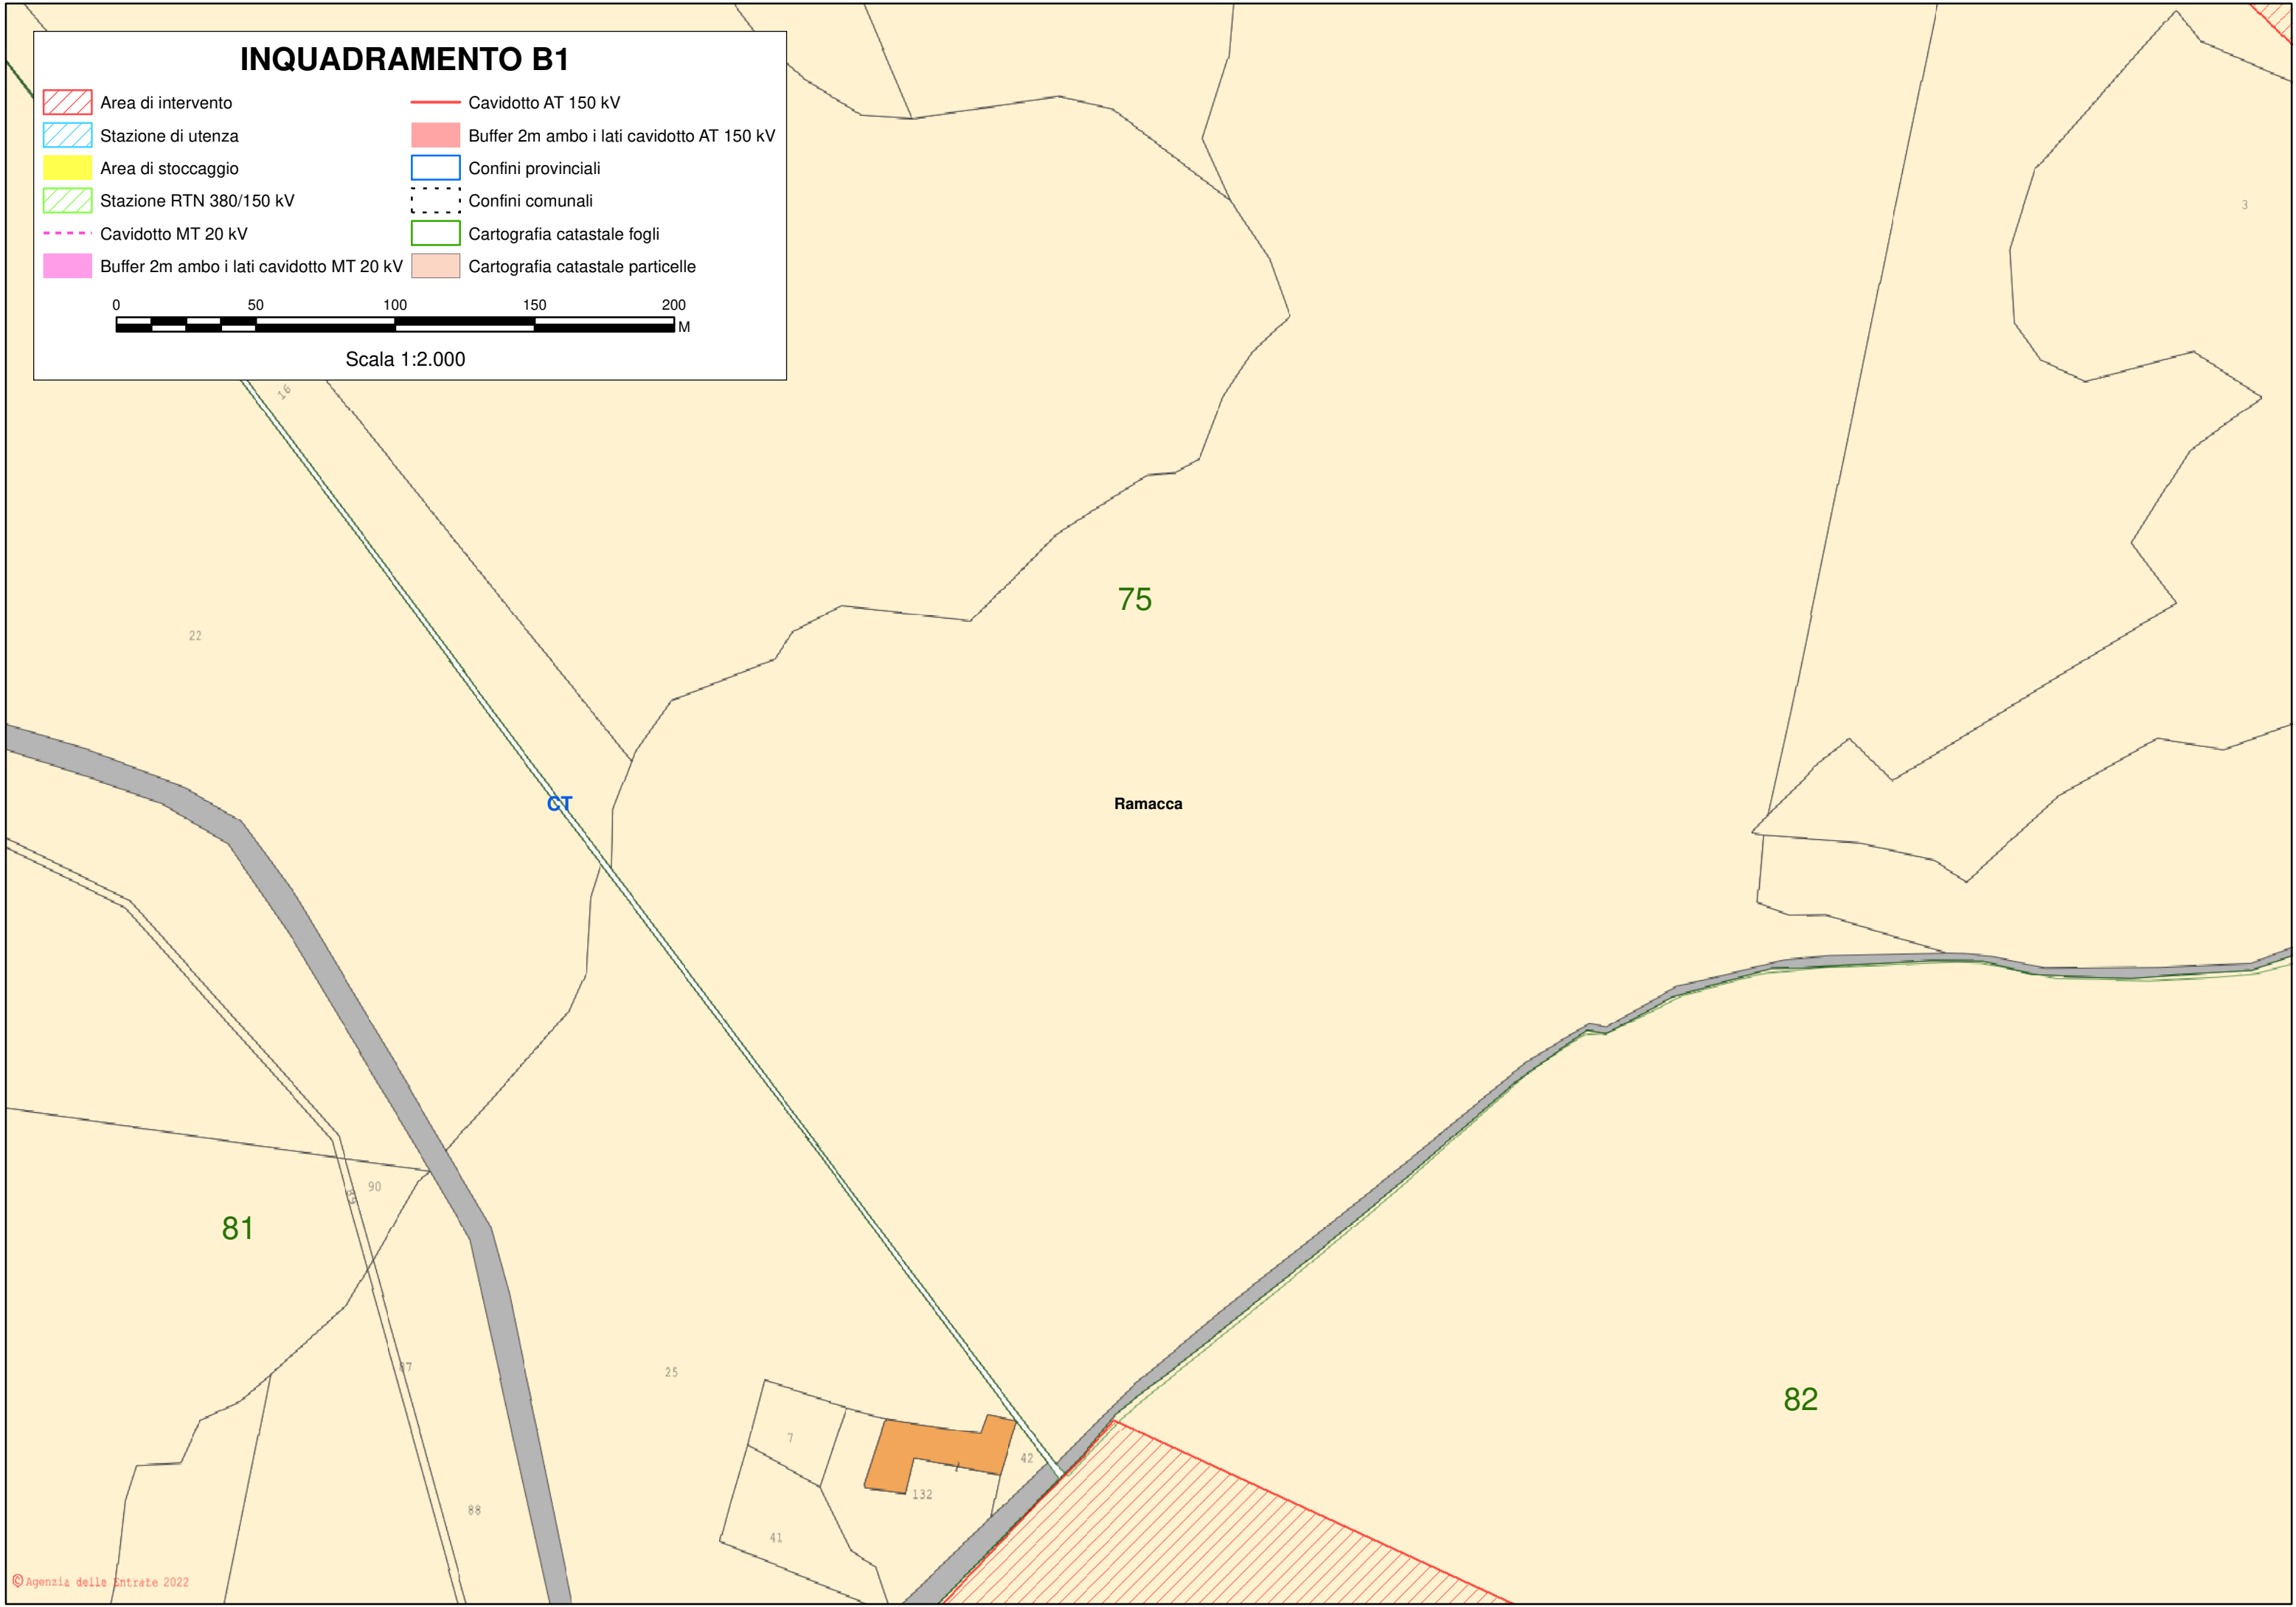 INQUADRAMENTO B1
Area di intervento
Stazione di utenza
Area di stoccaggio
Stazione RTN 380/150 kV
Cavidotto MT 20 kV
Buffer 2m ambo i lati cavidotto MT 20 kV
Cavidotto AT 150 kV
Buffer 2m ambo i lati cavidotto AT 150 kV
Confini provinciali
Confini comunali
Cartografia catastale fogli
Cartografia catastale particelle
0 50 100 150 200
M
Scala 1:2.000
3
16
75
22
CT
Ramacca
90
89
81
87
25
82
7
42
132
88
41
© Agenzia delle Entrate 2022